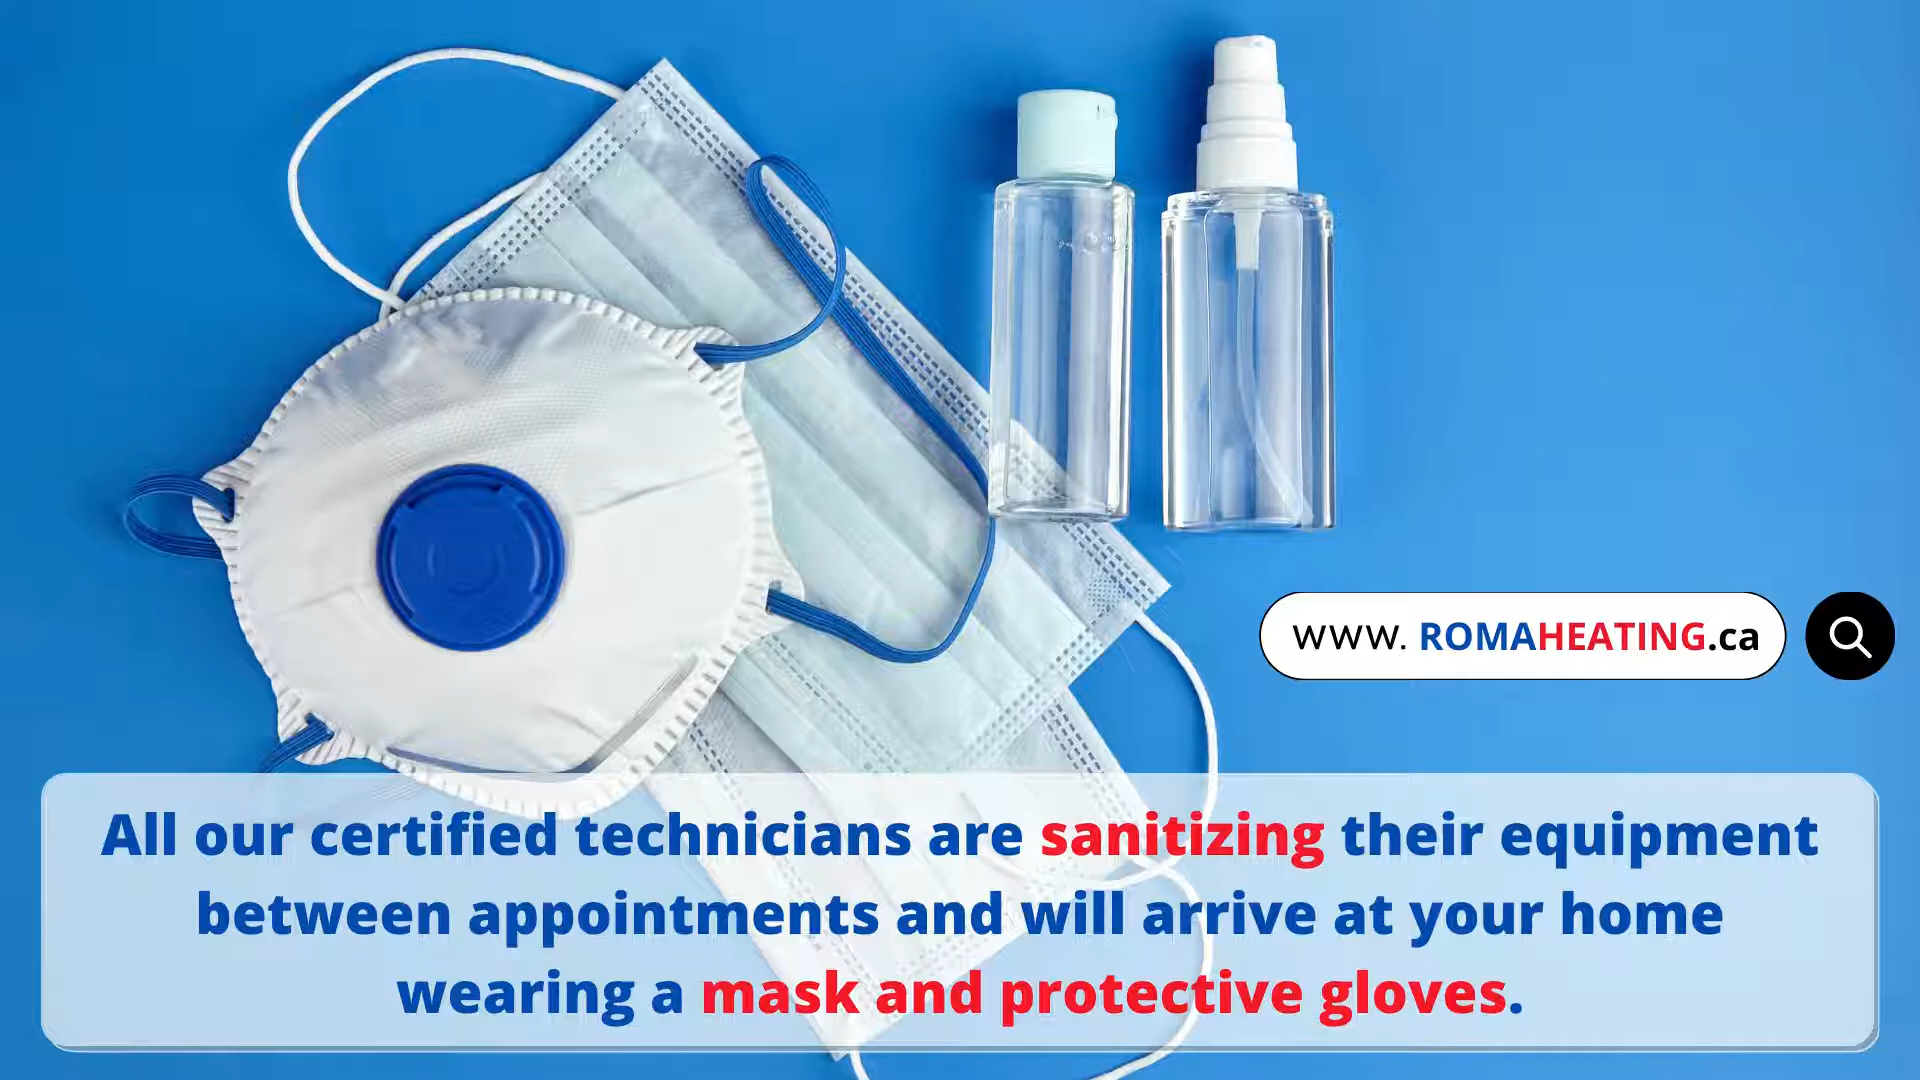 www. ROMAHEATING.ca
All our certified technicians are sanitizing their equipment
between appointments and will arrive at your home
wearing a mask and protective gloves.